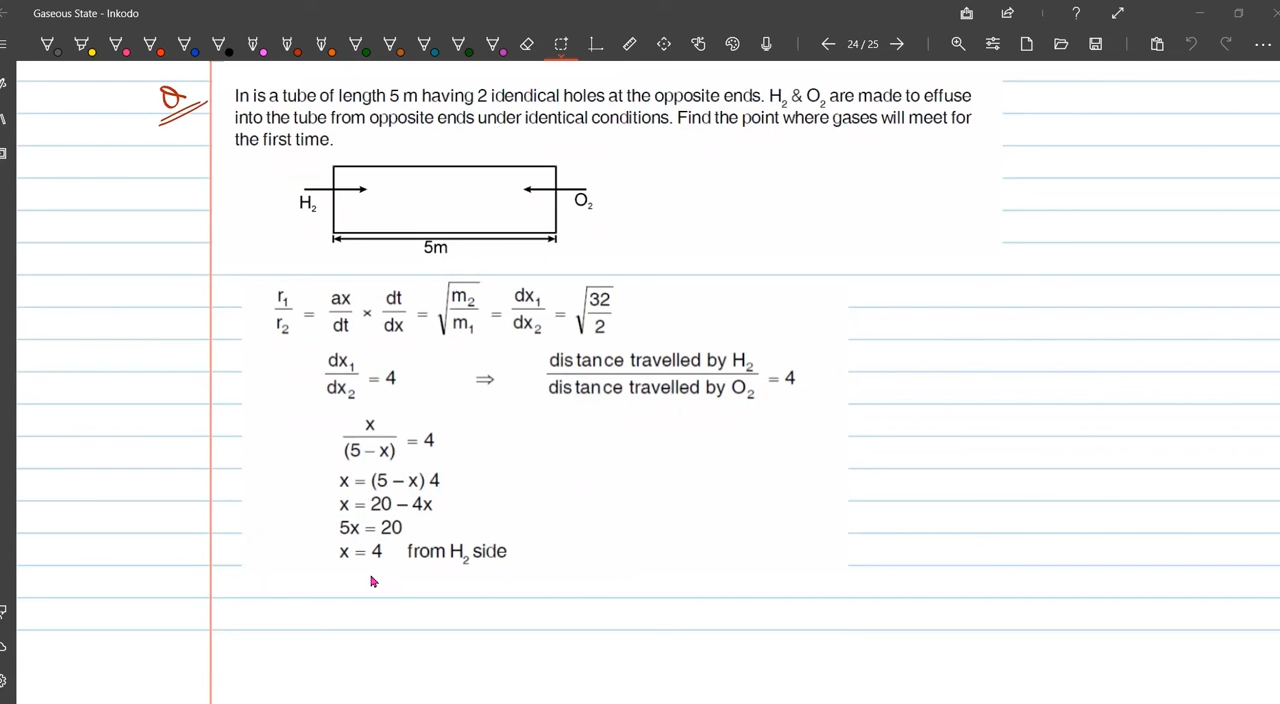 Gaseous State - Inkodo
24 / 25
Q
In is a tube of length 5 m having 2 idendical holes at the opposite ends. H₂ & O₂ are made to effuse
into the tube from opposite ends under identical conditions. Find the point where gases will meet for
the first time.
H₂ O₂
5m
r₁/r₂ = ax/dt × dt/dx = √(m₂/m₁) = dx₁/dx₂ = √(32/2)
dx₁/dx₂ = 4 ⇒ distance travelled by H₂/distance travelled by O₂ = 4
x/(5 – x) = 4
x = (5 – x) 4
x = 20 – 4x
5x = 20
x = 4 from H₂ side